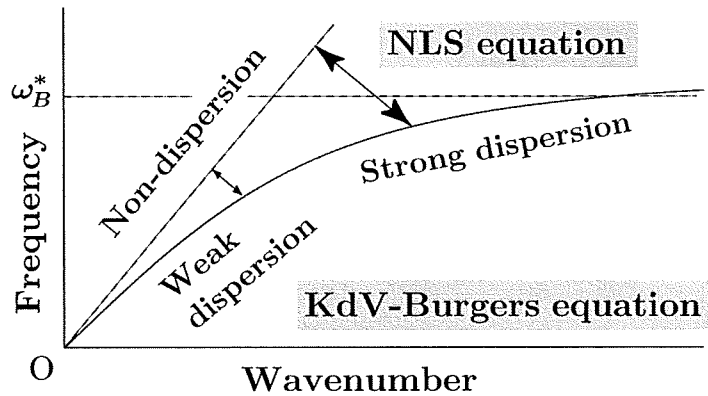 NLS equation
ω*B
Non-dispersion
Strong dispersion
Frequency
Weak
dispersion
KdV-Burgers equation
O
Wavenumber